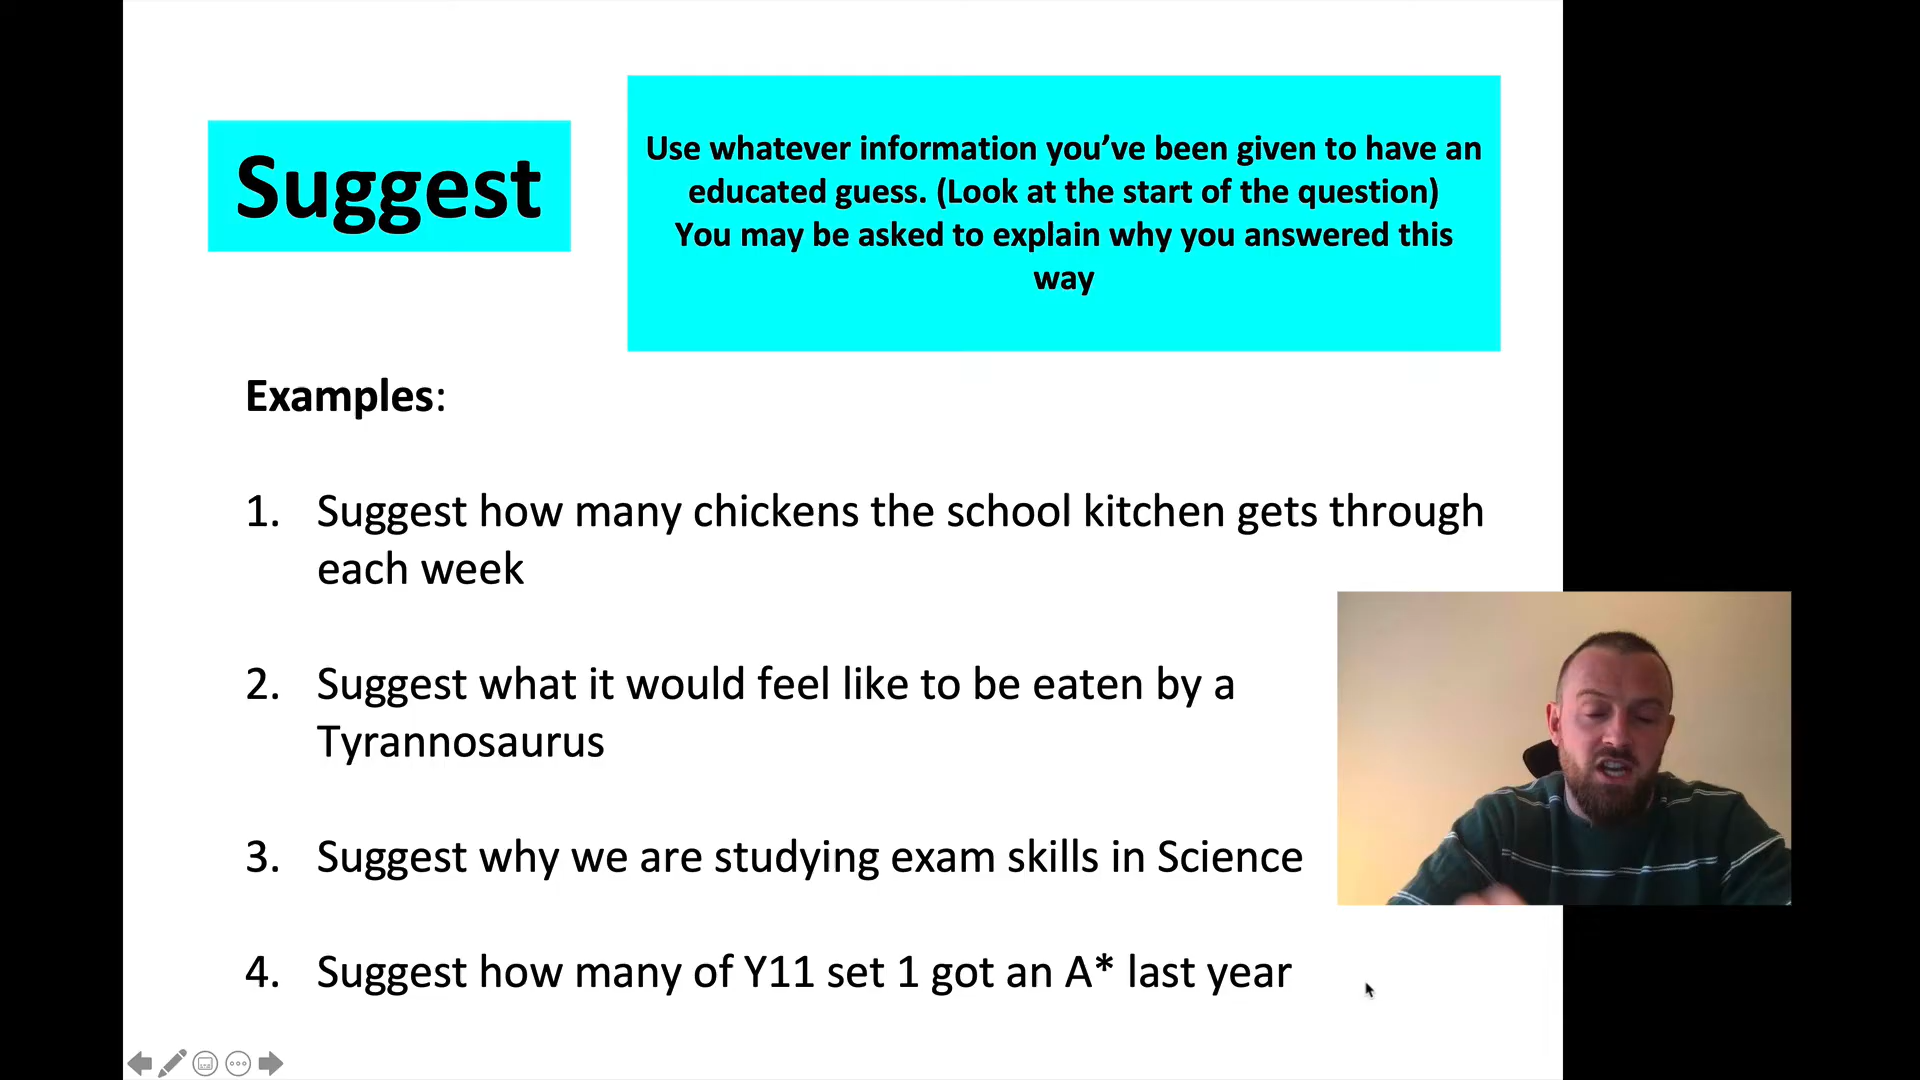 Suggest
Use whatever information you’ve been given to have an
educated guess. (Look at the start of the question)
You may be asked to explain why you answered this
way
Examples:
1. Suggest how many chickens the school kitchen gets through
each week
2. Suggest what it would feel like to be eaten by a
Tyrannosaurus
3. Suggest why we are studying exam skills in Science
4. Suggest how many of Y11 set 1 got an A* last year